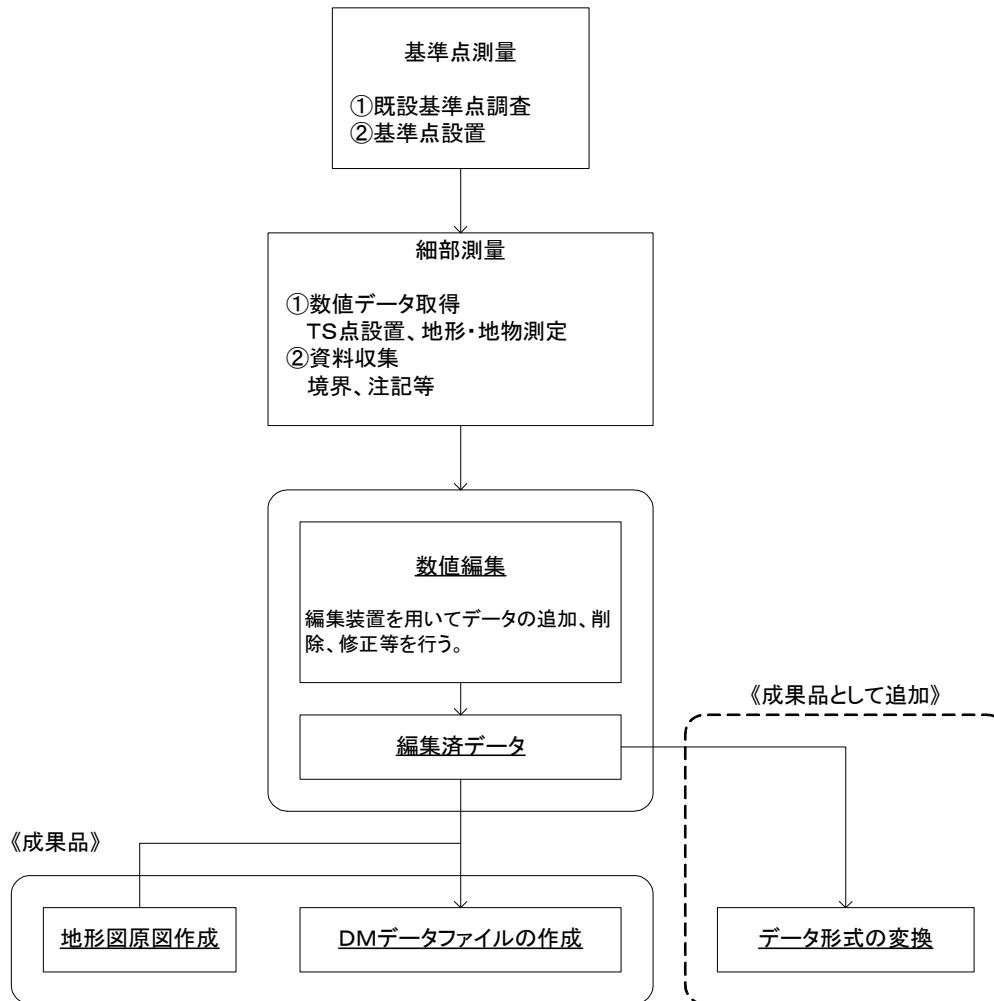 基準点測量
①既設基準点調査
②基準点設置
細部測量
①数値データ取得
TS点設置、地形・地物測定
②資料収集
境界、注記等
数値編集
編集装置を用いてデータの追加、削
除、修正等を行う。
《成果品として追加》
編集済データ
《成果品》
地形図原図作成
DMデータファイルの作成
データ形式の変換